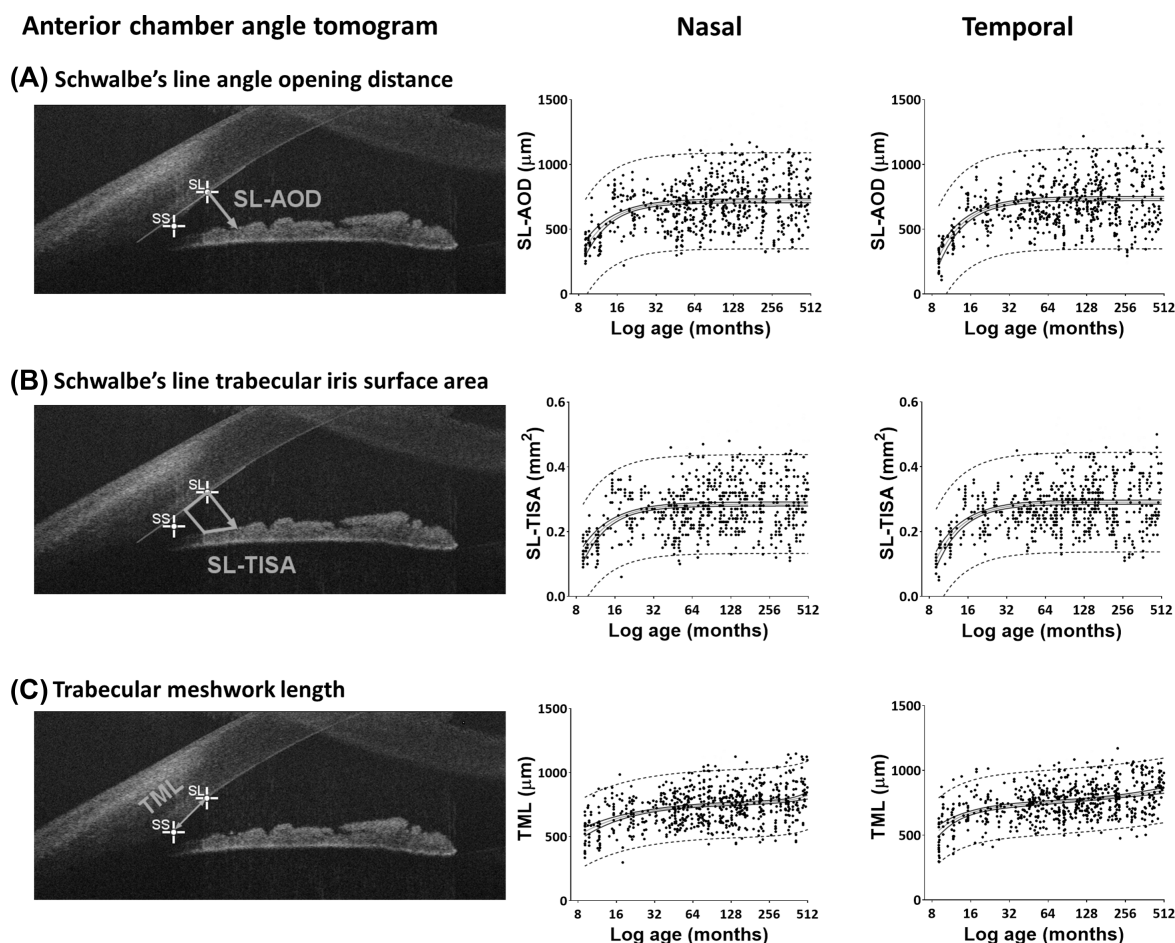 Anterior chamber angle tomogram
Nasal
Temporal
(A) Schwalbe's line angle opening distance
SL
SS
SL-AOD
SL-AOD (μm)
1500
1000
500
0
8 16 32 64 128 256 512
Log age (months)
SL-AOD (μm)
1500
1000
500
0
8 16 32 64 128 256 512
Log age (months)
(B) Schwalbe's line trabecular iris surface area
SL
SS
SL-TISA
SL-TISA (mm²)
0.6
0.4
0.2
0.0
8 16 32 64 128 256 512
Log age (months)
SL-TISA (mm²)
0.6
0.4
0.2
0.0
8 16 32 64 128 256 512
Log age (months)
(C) Trabecular meshwork length
TML
SL
SS
TML (μm)
1500
1000
500
0
8 16 32 64 128 256 512
Log age (months)
TML (μm)
1500
1000
500
0
8 16 32 64 128 256 512
Log age (months)